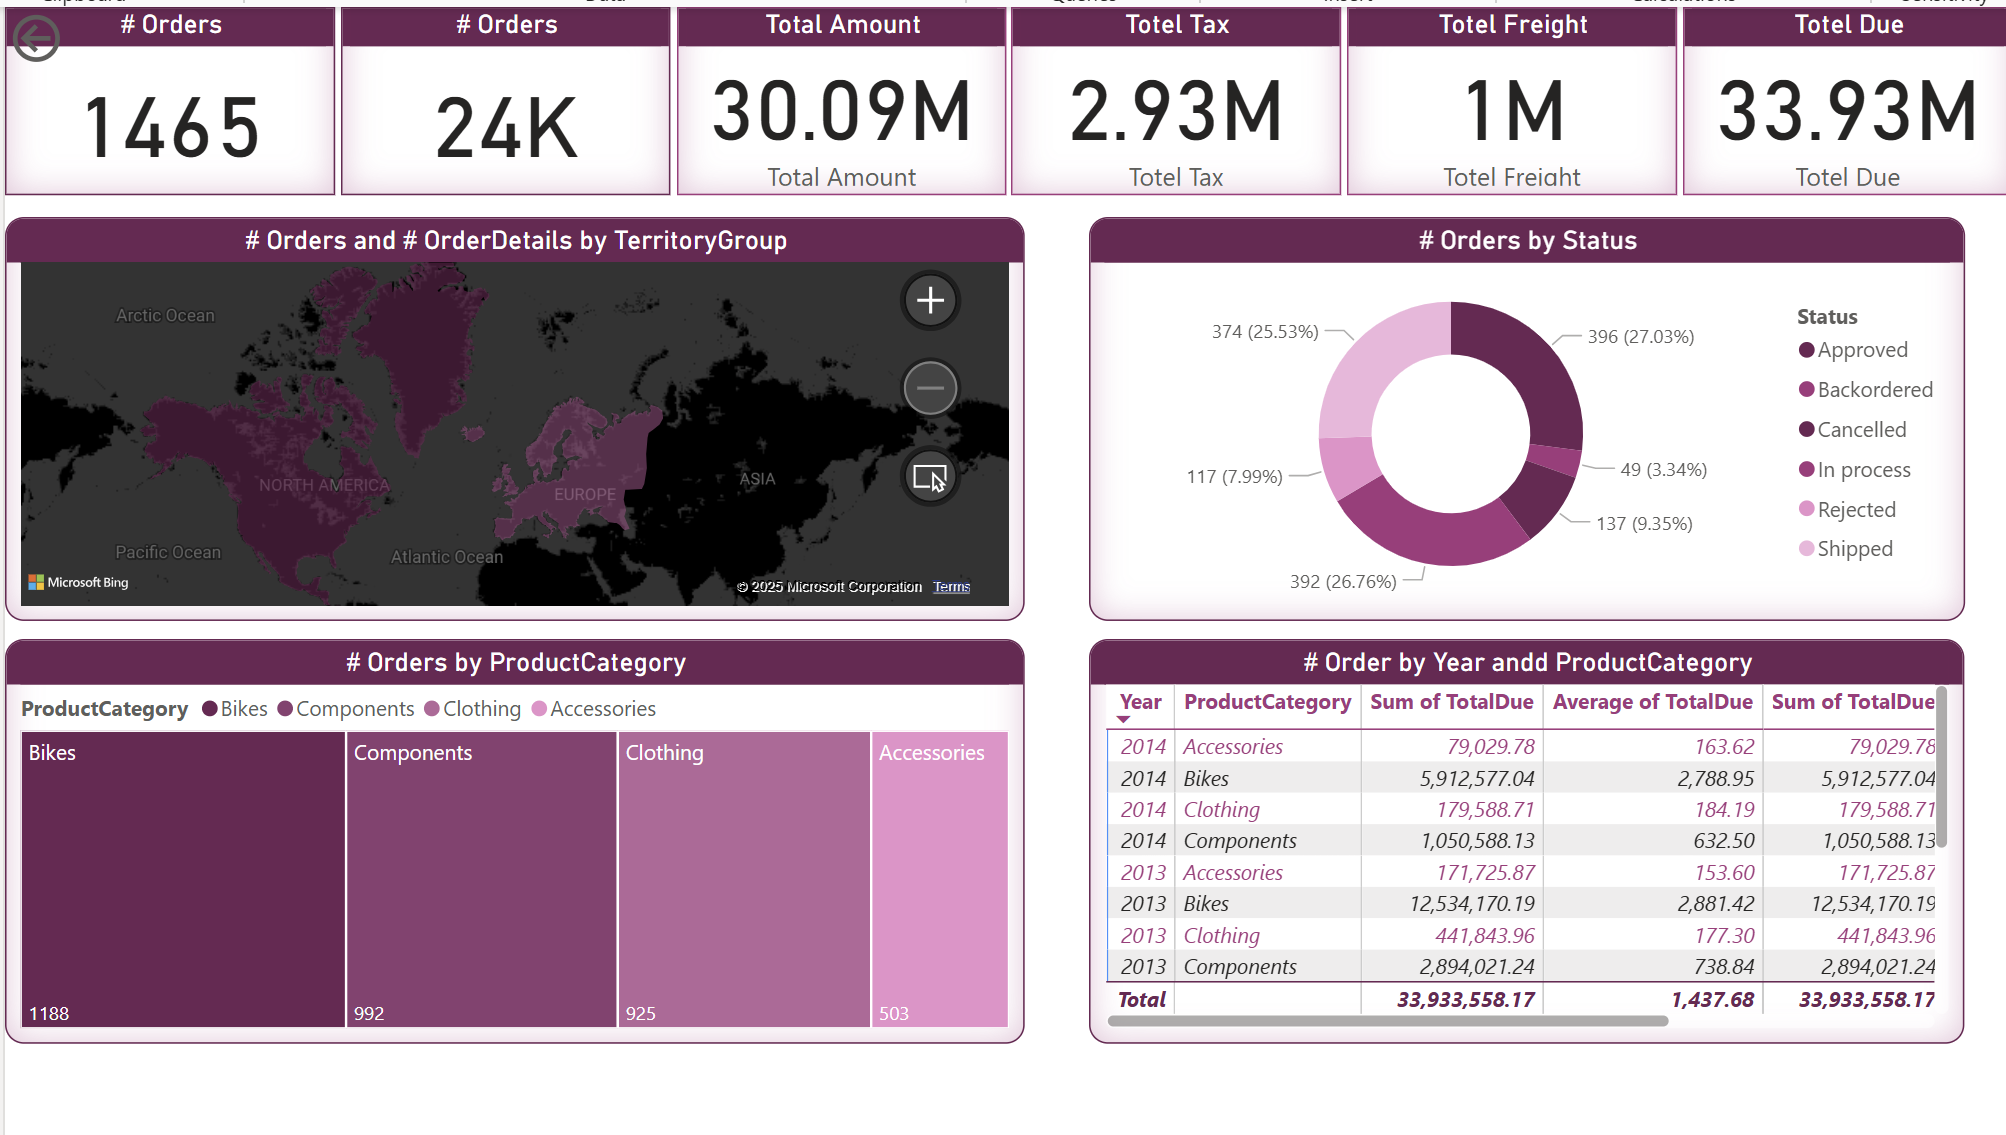 # Orders
# Orders
Total Amount
Totel Tax
Totel Freight
Totel Due
1465
24K
30.09M
2.93M
1M
33.93M
Total Amount
Totel Tax
Totel Freight
Totel Due
# Orders and # OrderDetails by TerritoryGroup
Arctic Ocean
NORTH AMERICA
EUROPE
ASIA
Pacific Ocean
Atlantic Ocean
Microsoft Bing
© 2025 Microsoft Corporation Terms
# Orders by Status
374 (25.53%)
396 (27.03%)
117 (7.99%)
49 (3.34%)
137 (9.35%)
392 (26.76%)
Status
Approved
Backordered
Cancelled
In process
Rejected
Shipped
# Orders by ProductCategory
ProductCategory Bikes Components Clothing Accessories
Bikes Components Clothing Accessories
1188 992 925 503
# Order by Year andd ProductCategory
Year ProductCategory Sum of TotalDue Average of TotalDue Sum of TotalDue
2014 Accessories 79,029.78 163.62 79,029.78
2014 Bikes 5,912,577.04 2,788.95 5,912,577.04
2014 Clothing 179,588.71 184.19 179,588.71
2014 Components 1,050,588.13 632.50 1,050,588.13
2013 Accessories 171,725.87 153.60 171,725.87
2013 Bikes 12,534,170.19 2,881.42 12,534,170.19
2013 Clothing 441,843.96 177.30 441,843.96
2013 Components 2,894,021.24 738.84 2,894,021.24
Total 33,933,558.17 1,437.68 33,933,558.17